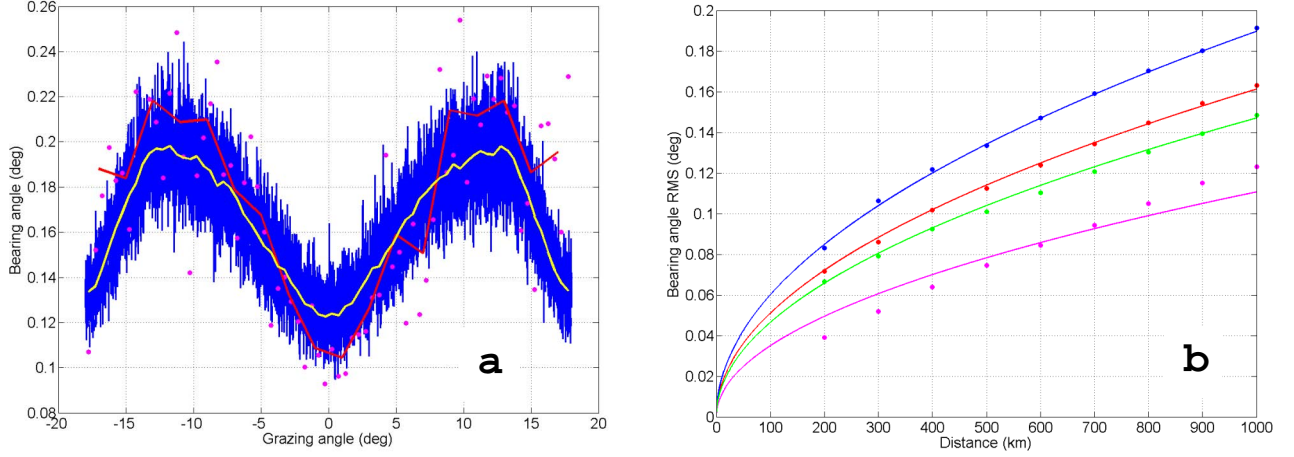 0.26
0.24
0.22
0.2
0.18
0.16
0.14
0.12
0.1
0.08
Bearing angle (deg)
-20 -15 -10 -5 0 5 10 15 20
Grazing angle (deg)
a
0.2
0.18
0.16
0.14
0.12
0.1
0.08
0.06
0.04
0.02
0
Bearing angle RMS (deg)
0 100 200 300 400 500 600 700 800 900 1000
Distance (km)
b